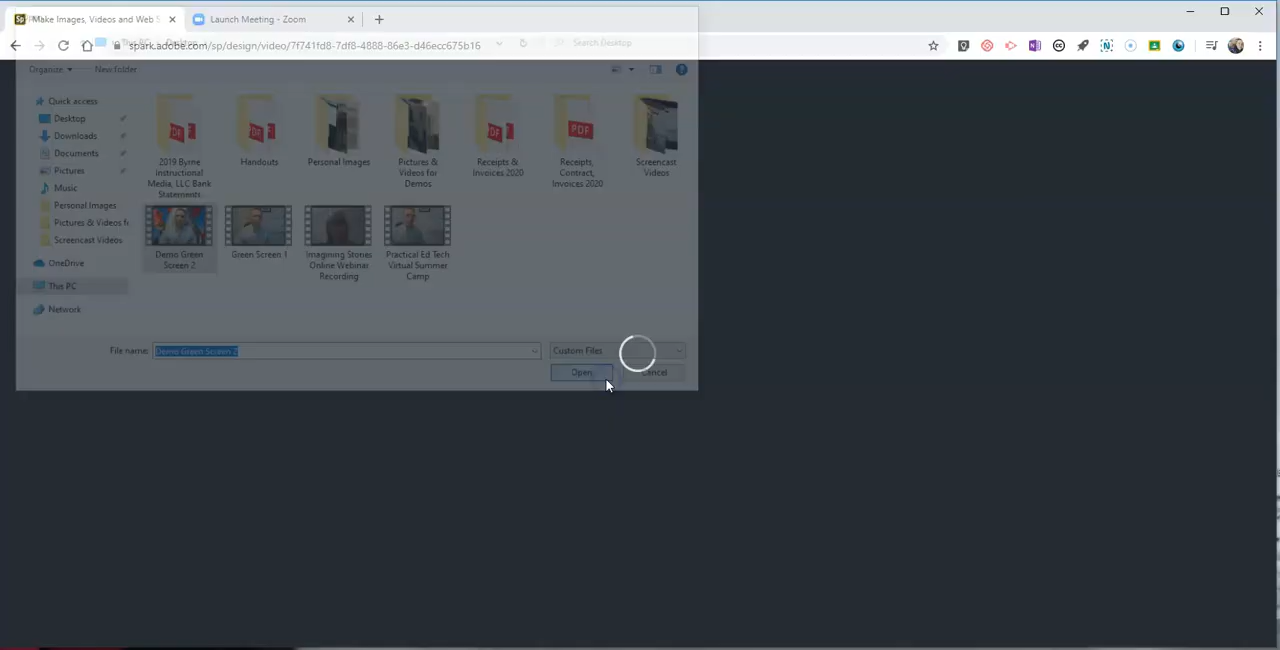 Make Images, Videos and Web S
Launch Meeting - Zoom
spark.adobe.com/sp/design/video/7f741fd8-7df8-4888-86e3-d46ecc675b16
Search Desktop
Organize
New Folder
Quick access
Desktop
Downloads
Documents
Pictures
Music
Personal Images
Pictures & Videos f
Screencast Videos
OneDrive
This PC
Network
2019 Byrne
Instructional
Media, LLC Bank
Statements
Handouts
Personal Images
Pictures &
Videos for
Demos
Receipts &
Invoices 2020
PDF
Receipts,
Contract,
Invoices 2020
Screencast
Videos
Demo Green
Screen 2
Green Screen 1
Imagining Stories
Online Webinar
Recording
Practical Ed Tech
Virtual Summer
Camp
File name:
Demo Green Screen 2
Custom Files
Open
Cancel